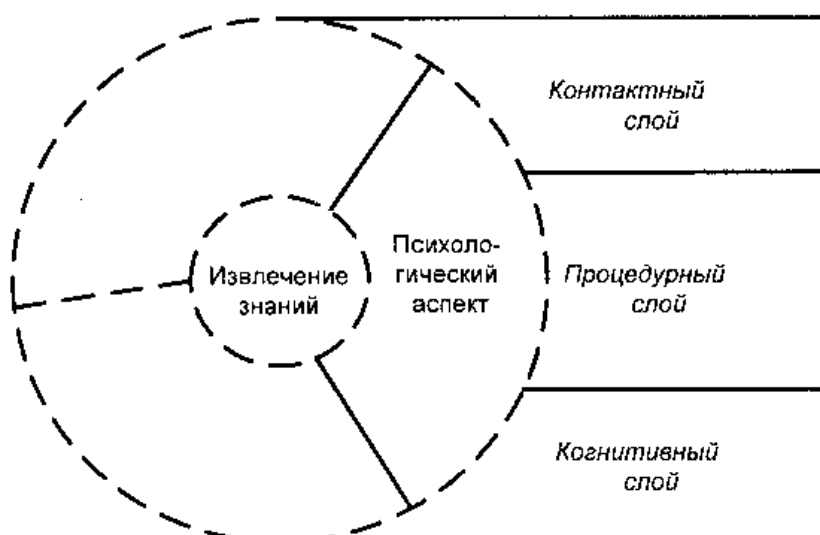 Контактный
слой
Извлечение
знаний
Психоло-
гический
аспект
Процедурный
слой
Когнитивный
слой